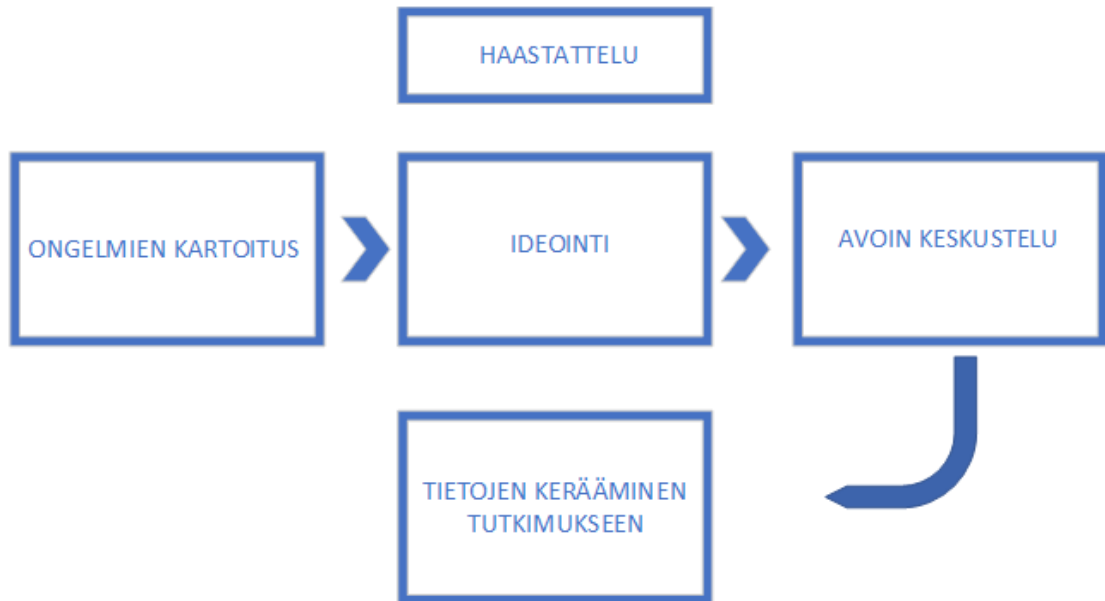 HAASTATTELU
ONGELMIEN KARTOITUS
IDEOINTI
AVOIN KESKUSTELU
TIETOJEN KERÄÄMINEN
TUTKIMUKSEEN